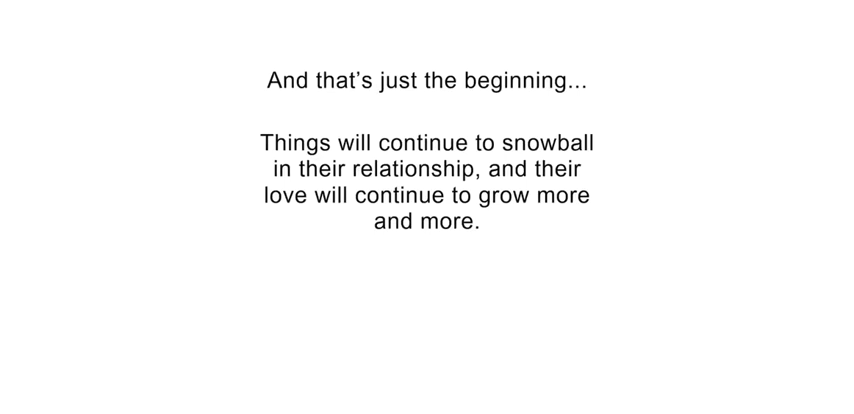 And that’s just the beginning...
Things will continue to snowball
in their relationship, and their
love will continue to grow more
and more.